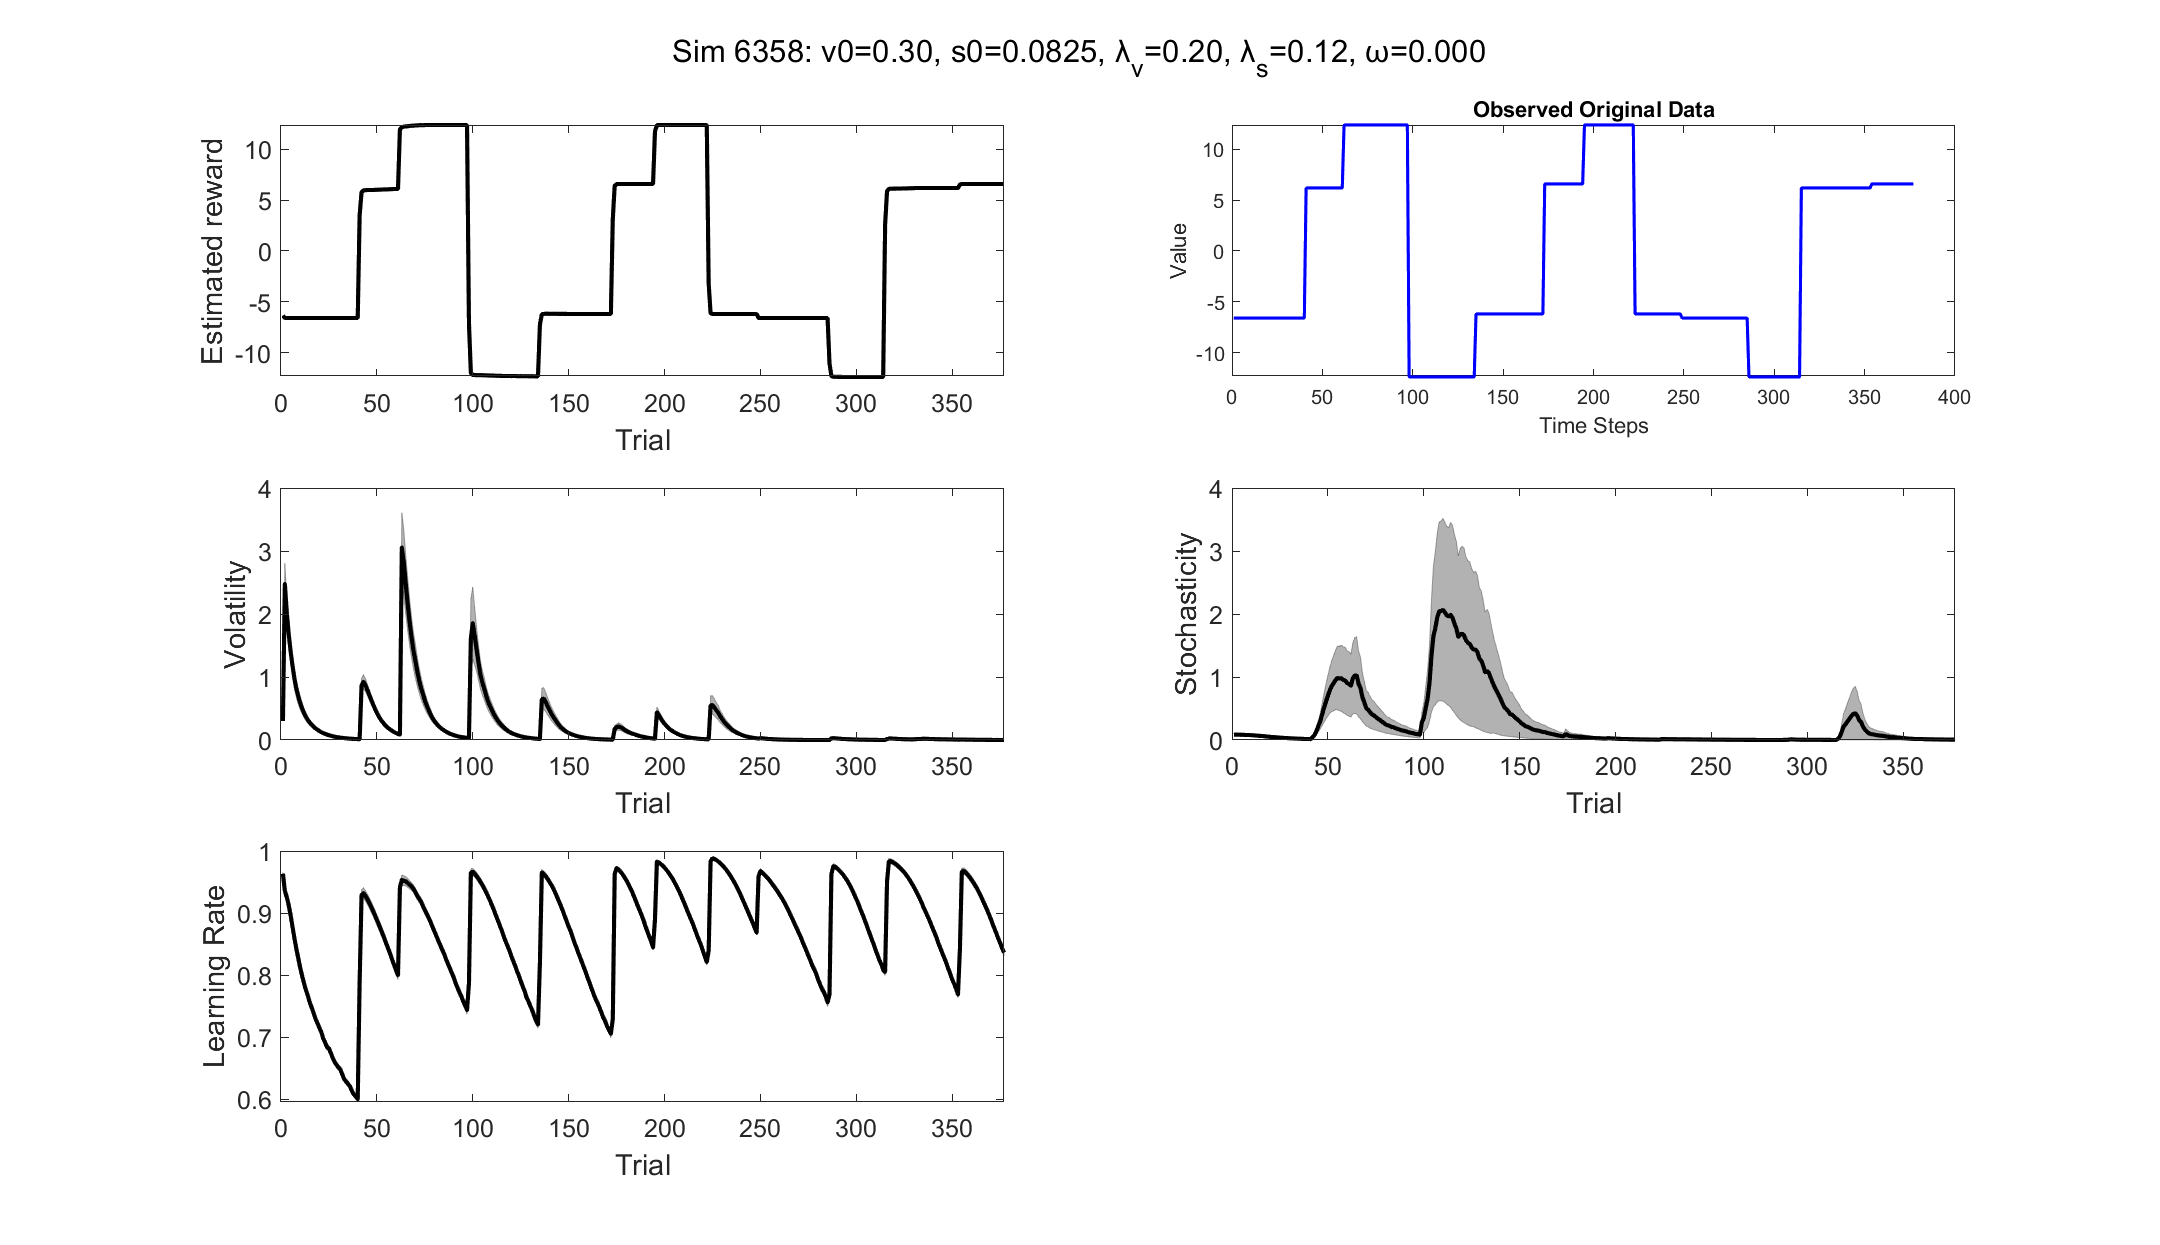 Sim 6358: v0=0.30, s0=0.0825, λv=0.20, λs=0.12, ω=0.000
Estimated reward
10
5
0
-5
-10
0 50 100 150 200 250 300 350
Trial
Observed Original Data
Value
10
5
0
-5
-10
0 50 100 150 200 250 300 350 400
Time Steps
Volatility
4
3
2
1
0
0 50 100 150 200 250 300 350
Trial
Stochasticity
4
3
2
1
0
0 50 100 150 200 250 300 350
Trial
Learning Rate
1
0.9
0.8
0.7
0.6
0 50 100 150 200 250 300 350
Trial